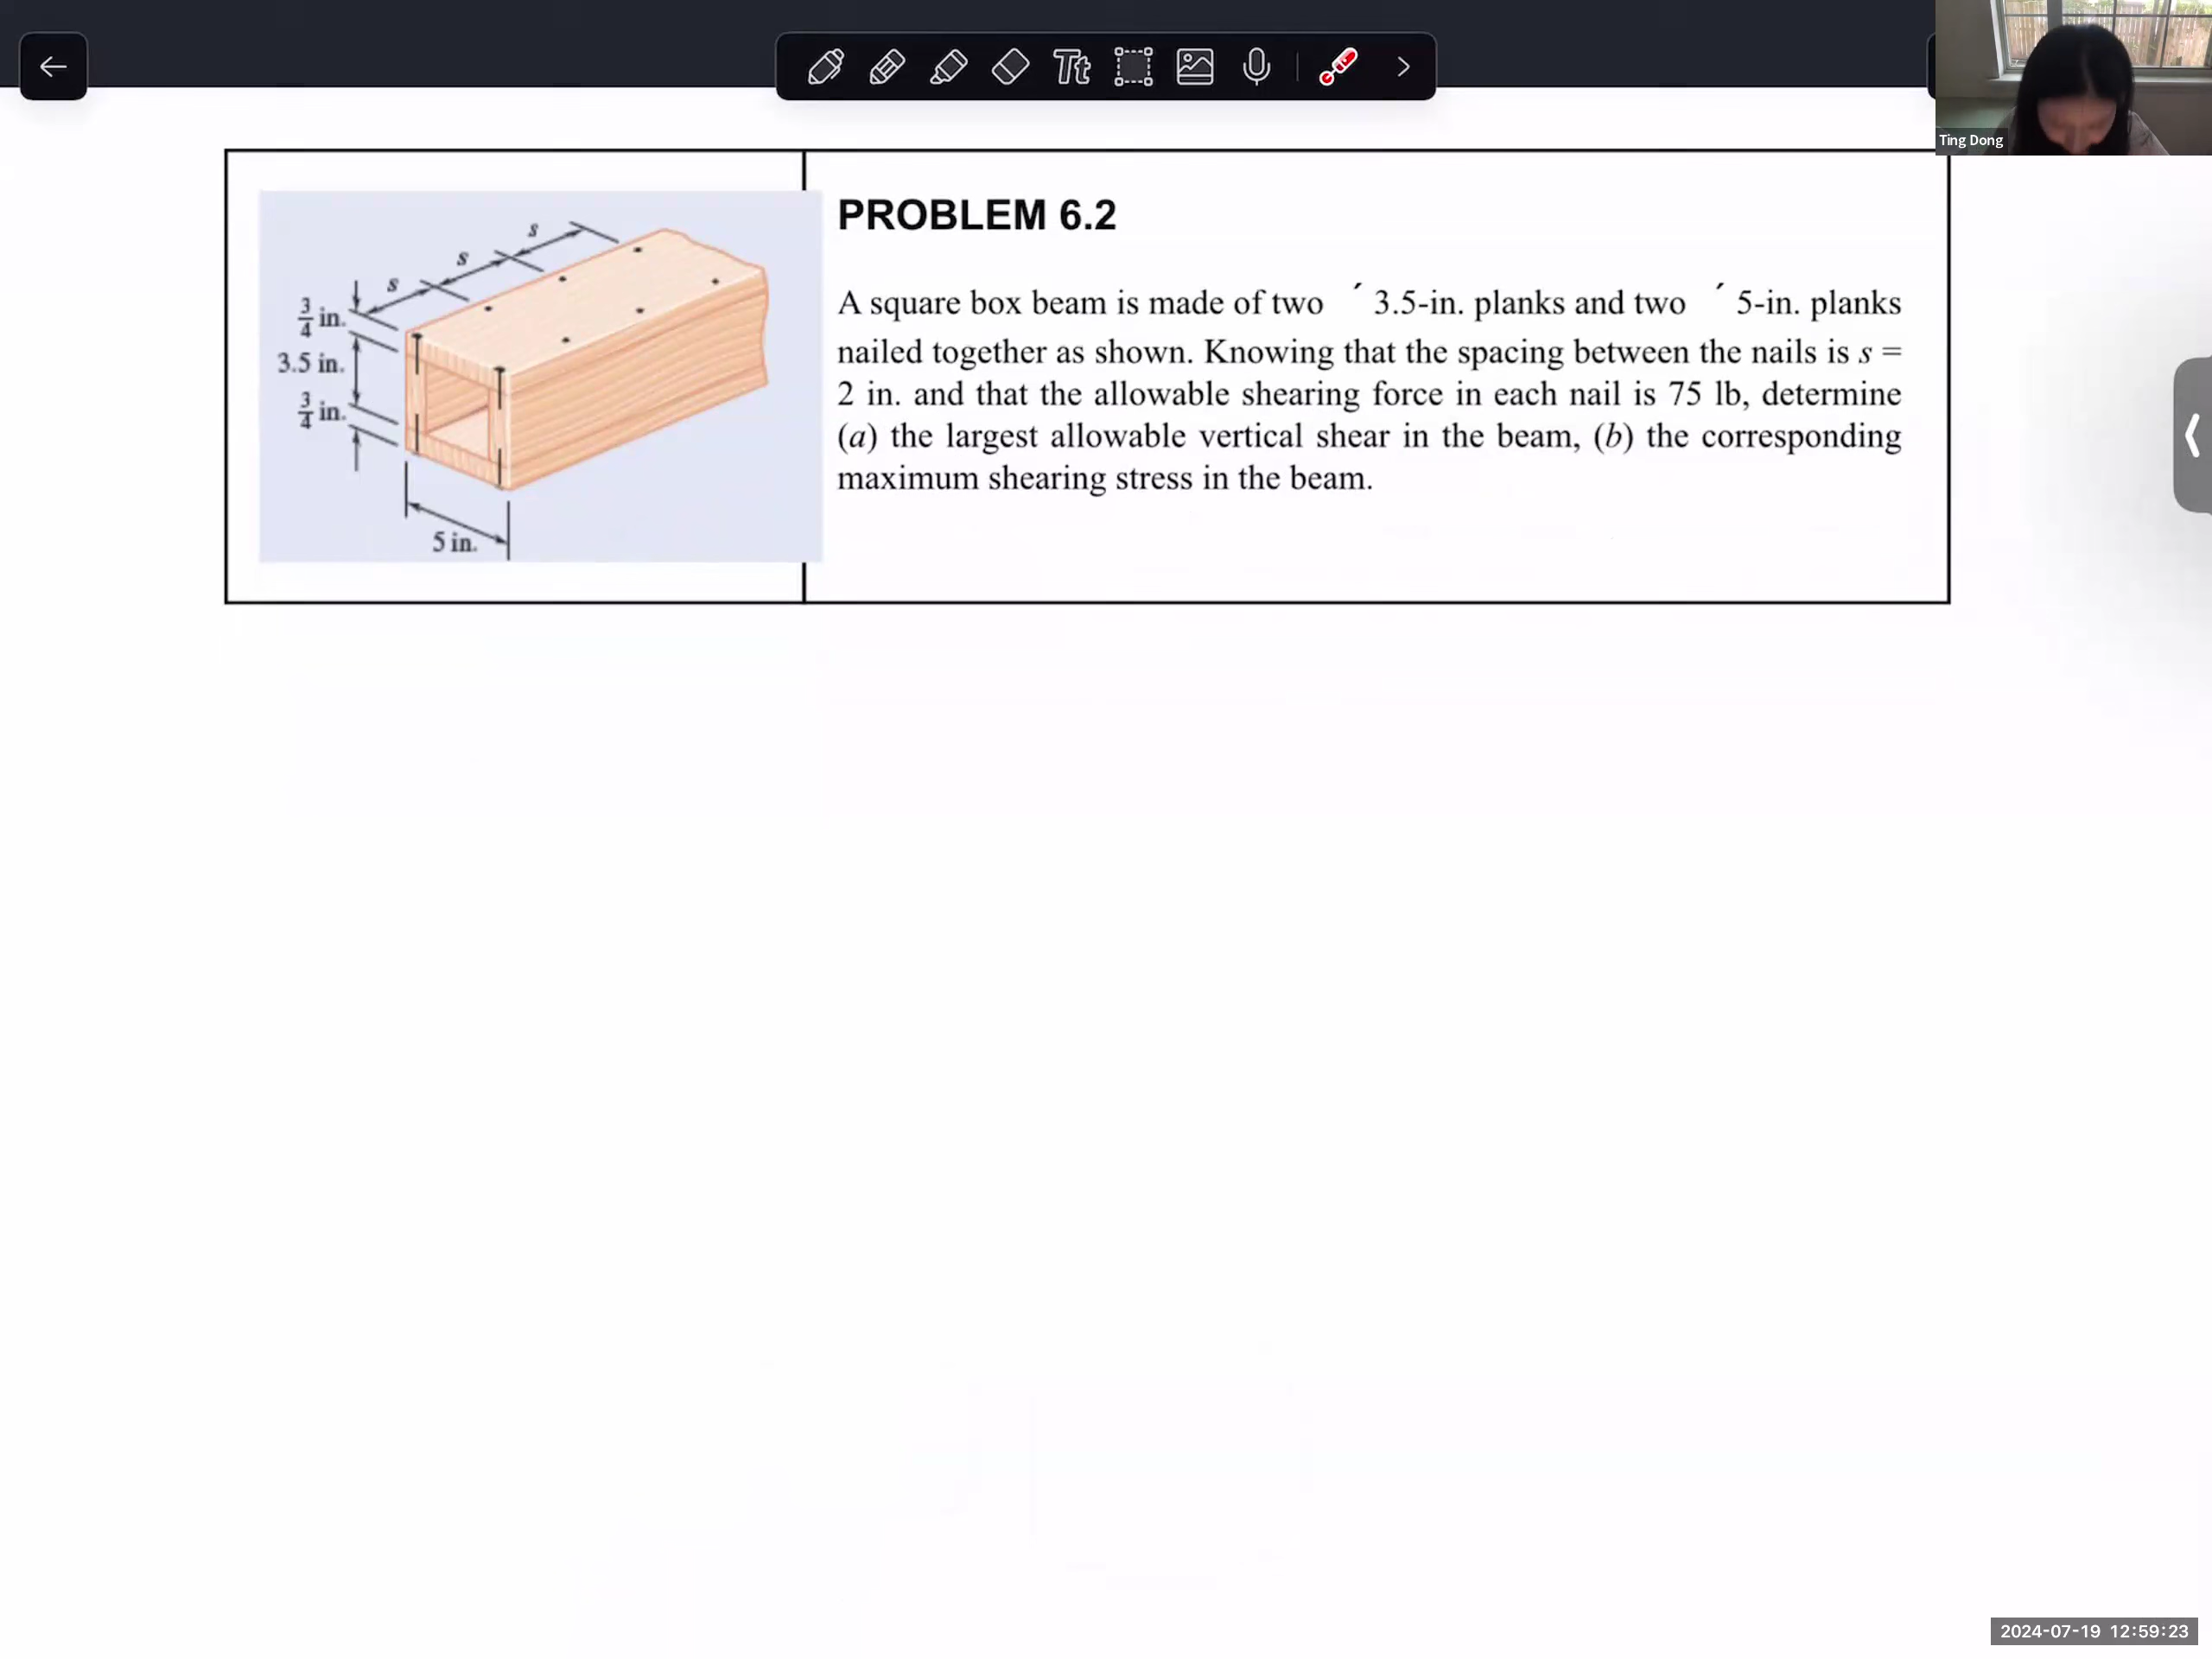 Tt
Ting Dong
PROBLEM 6.2
A square box beam is made of two ´ 3.5-in. planks and two ´ 5-in. planks
nailed together as shown. Knowing that the spacing between the nails is s =
2 in. and that the allowable shearing force in each nail is 75 lb, determine
(a) the largest allowable vertical shear in the beam, (b) the corresponding
maximum shearing stress in the beam.
s
s
s
3/4 in.
3.5 in.
3/4 in.
5 in.
2024-07-19 12:59:23